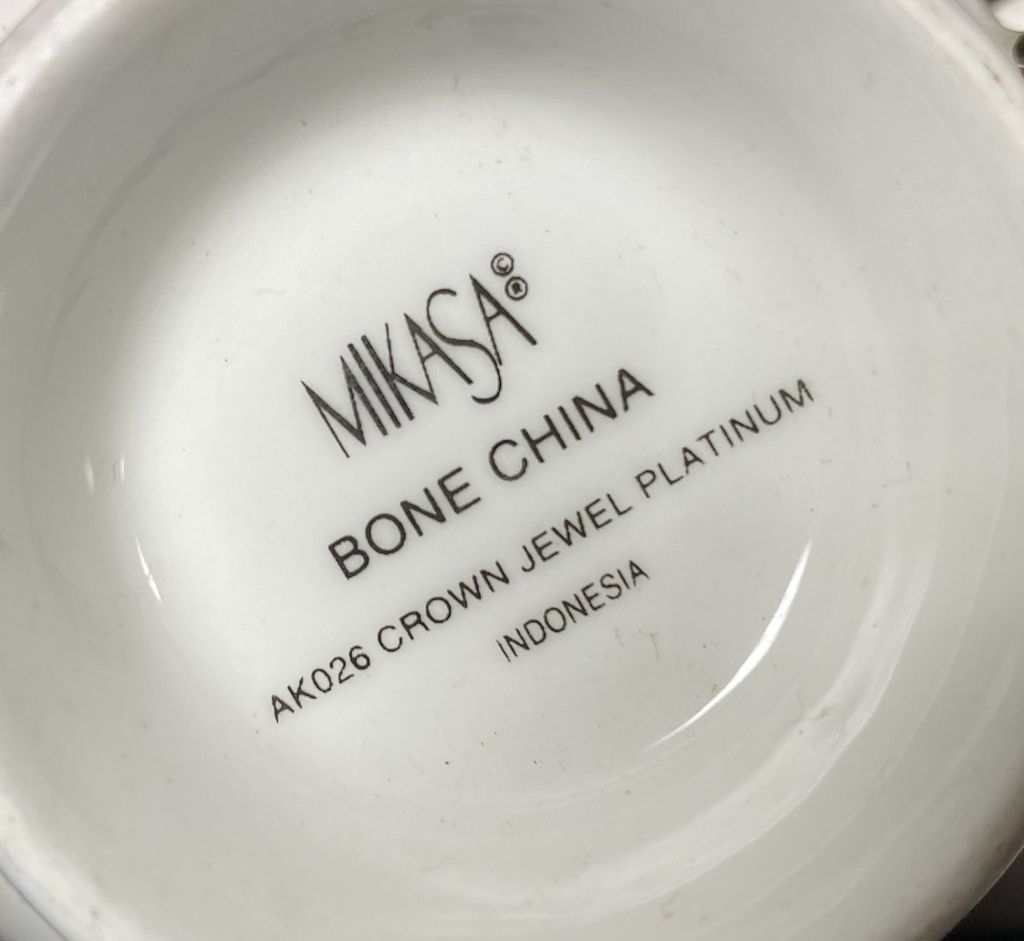 MIKASA©®
BONE CHINA
AK026 CROWN JEWEL PLATINUM
INDONESIA